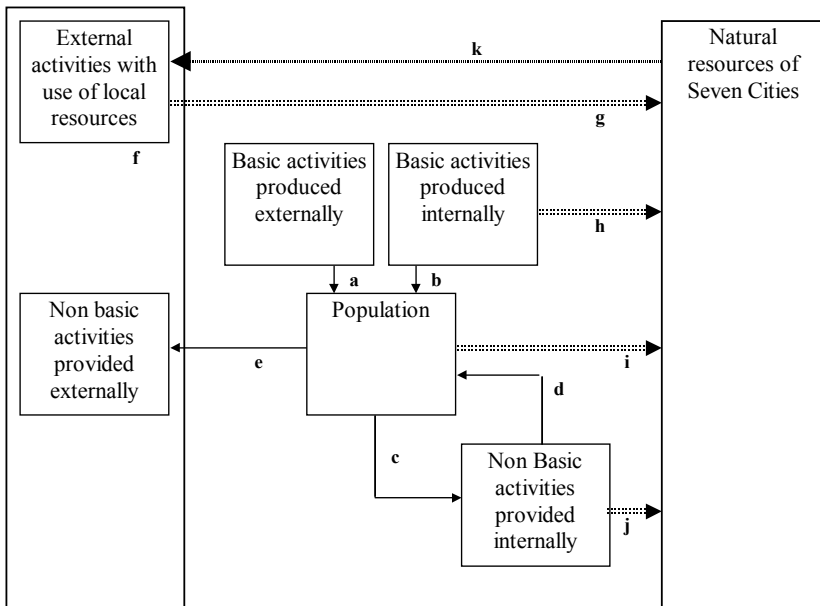 External
activities with
use of local
resources
k
g
f
Natural
resources of
Seven Cities
Basic activities
produced
externally
Basic activities
produced
internally
h
a
b
Non basic
activities
provided
externally
Population
e
i
d
c
Non Basic
activities
provided
internally
j